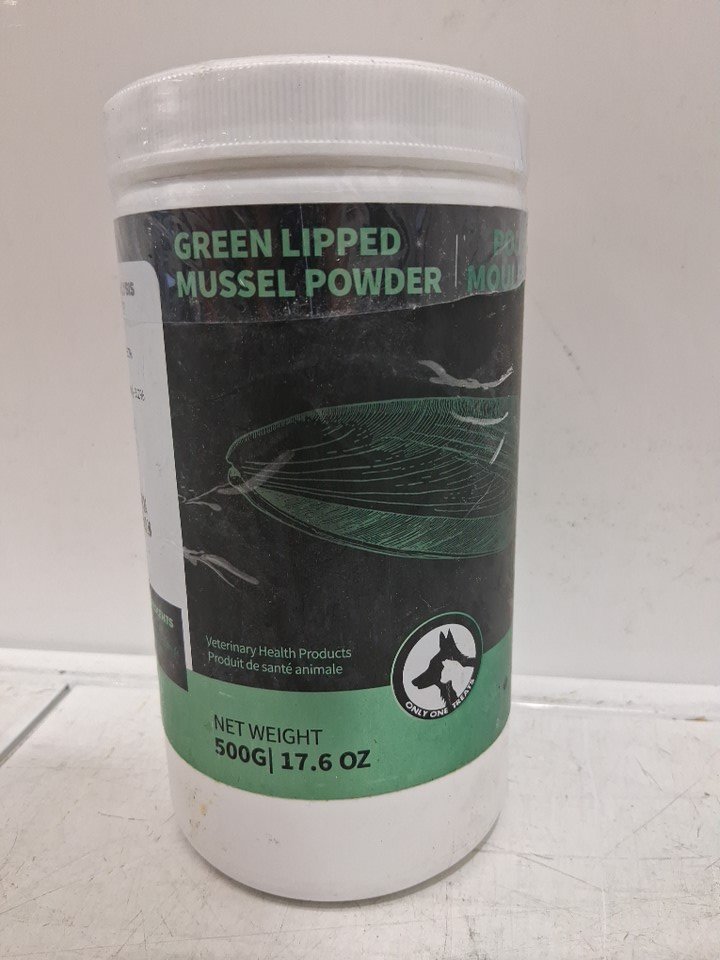 GREEN LIPPED
MUSSEL POWDER
Veterinary Health Products
Produit de santé animale
ONLY ONE TREATS
NET WEIGHT
500G| 17.6 OZ